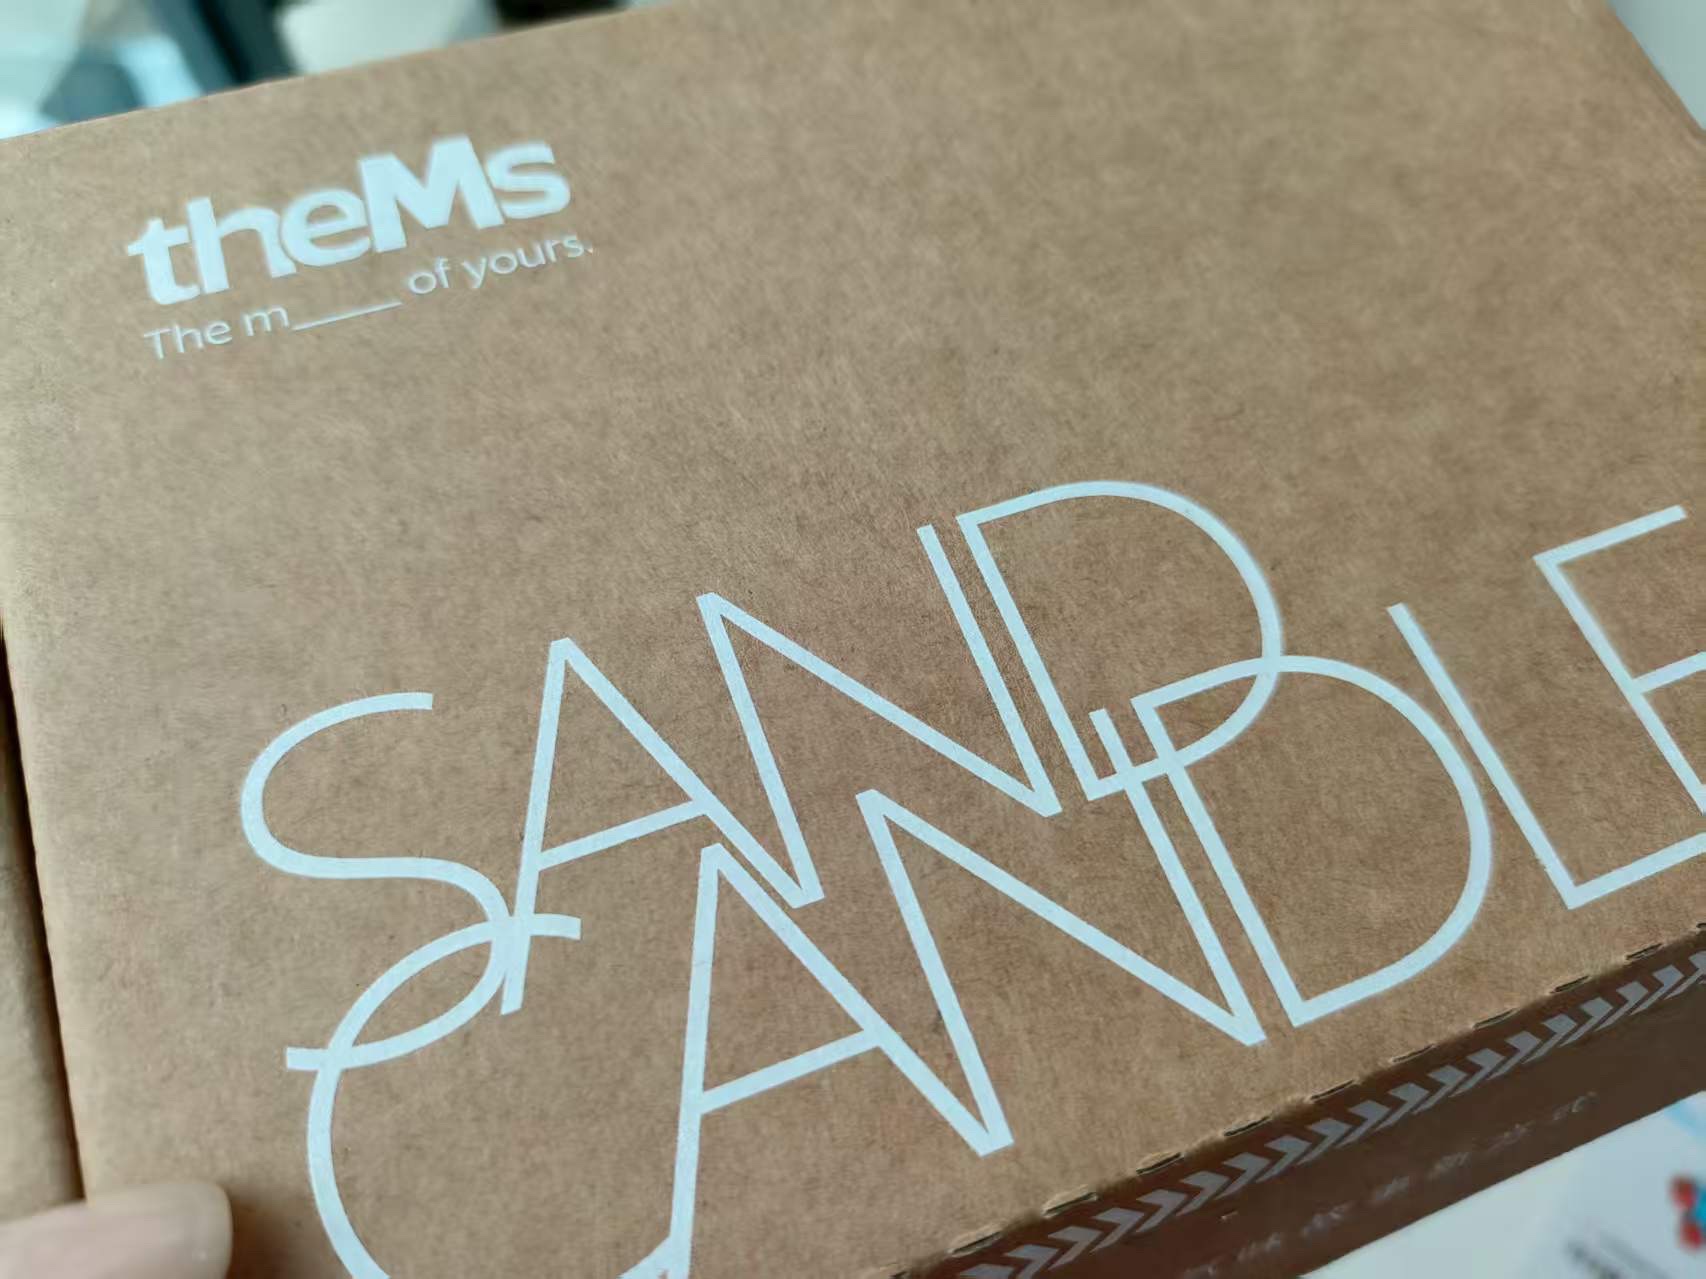 theMs
The m____ of yours.
SAND
CANDLE